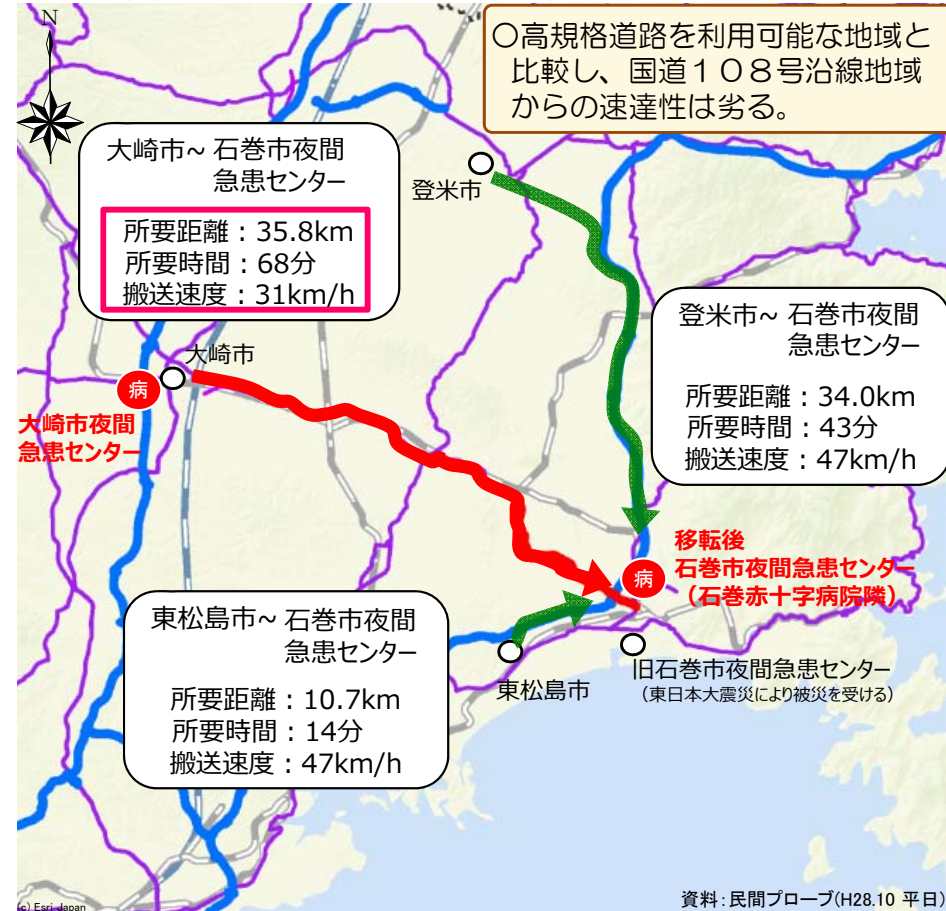 N
○高規格道路を利用可能な地域と
比較し、国道108号沿線地域
からの速達性は劣る。
大崎市~ 石巻市夜間
急患センター
所要距離：35.8km
所要時間：68分
搬送速度：31km/h
登米市
登米市~ 石巻市夜間
急患センター
所要距離：34.0km
所要時間：43分
搬送速度：47km/h
大崎市
病
大崎市夜間
急患センター
移転後
石巻市夜間急患センター
（石巻赤十字病院隣）
病
東松島市~ 石巻市夜間
急患センター
所要距離：10.7km
所要時間：14分
搬送速度：47km/h
東松島市
旧石巻市夜間急患センター
（東日本大震災により被災を受ける）
(c) Esri Japan
資料：民間プローブ(H28.10 平日)